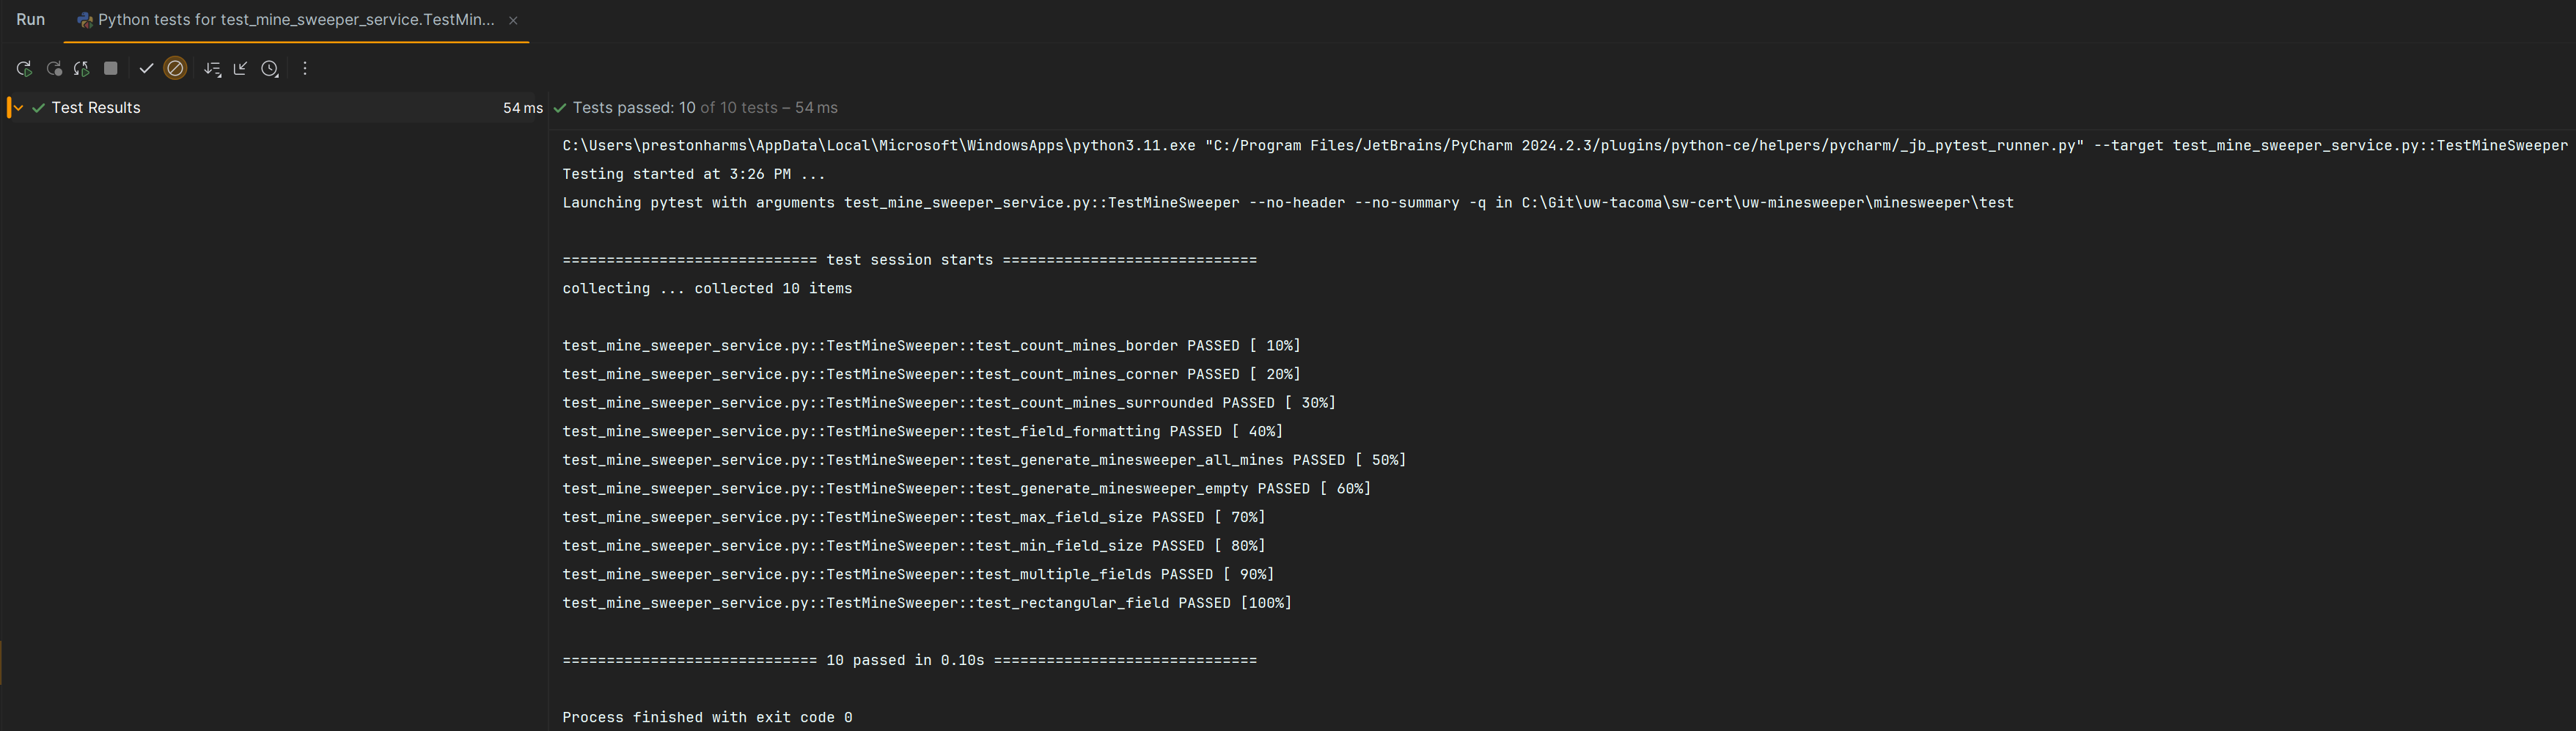 Run Python tests for test_mine_sweeper_service.TestMin... ×
Test Results 54 ms
Tests passed: 10 of 10 tests – 54 ms
C:\Users\prestonharms\AppData\Local\Microsoft\WindowsApps\python3.11.exe "C:/Program Files/JetBrains/PyCharm 2024.2.3/plugins/python-ce/helpers/pycharm/_jb_pytest_runner.py" --target test_mine_sweeper_service.py::TestMineSweeper
Testing started at 3:26 PM ...
Launching pytest with arguments test_mine_sweeper_service.py::TestMineSweeper --no-header --no-summary -q in C:\Git\uw-tacoma\sw-cert\uw-minesweeper\minesweeper\test
============================= test session starts =============================
collecting ... collected 10 items
test_mine_sweeper_service.py::TestMineSweeper::test_count_mines_border PASSED [ 10%]
test_mine_sweeper_service.py::TestMineSweeper::test_count_mines_corner PASSED [ 20%]
test_mine_sweeper_service.py::TestMineSweeper::test_count_mines_surrounded PASSED [ 30%]
test_mine_sweeper_service.py::TestMineSweeper::test_field_formatting PASSED [ 40%]
test_mine_sweeper_service.py::TestMineSweeper::test_generate_minesweeper_all_mines PASSED [ 50%]
test_mine_sweeper_service.py::TestMineSweeper::test_generate_minesweeper_empty PASSED [ 60%]
test_mine_sweeper_service.py::TestMineSweeper::test_max_field_size PASSED [ 70%]
test_mine_sweeper_service.py::TestMineSweeper::test_min_field_size PASSED [ 80%]
test_mine_sweeper_service.py::TestMineSweeper::test_multiple_fields PASSED [ 90%]
test_mine_sweeper_service.py::TestMineSweeper::test_rectangular_field PASSED [100%]
============================= 10 passed in 0.10s ==============================
Process finished with exit code 0